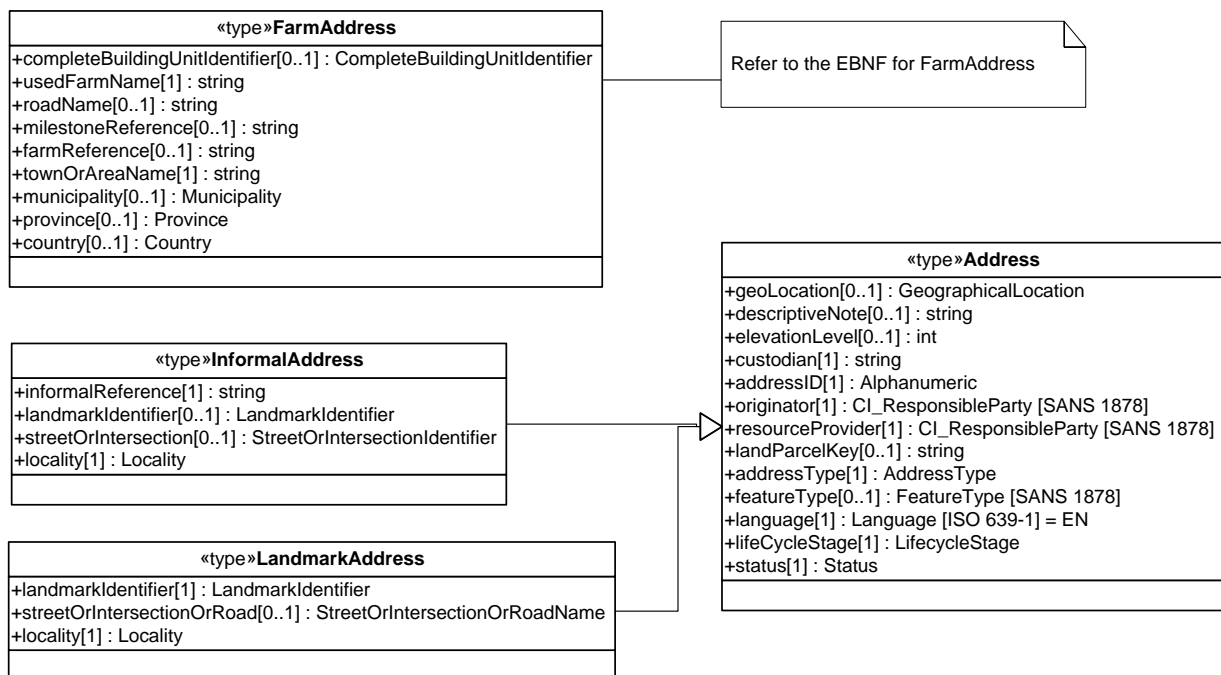 «type»FarmAddress
+completeBuildingUnitIdentifier[0..1] : CompleteBuildingUnitIdentifier
+usedFarmName[1] : string
+roadName[0..1] : string
+milestoneReference[0..1] : string
+farmReference[0..1] : string
+townOrAreaName[1] : string
+municipality[0..1] : Municipality
+province[0..1] : Province
+country[0..1] : Country
Refer to the EBNF for FarmAddress
«type»InformalAddress
+informalReference[1] : string
+landmarkIdentifier[0..1] : LandmarkIdentifier
+streetOrIntersection[0..1] : StreetOrIntersectionIdentifier
+locality[1] : Locality
«type»LandmarkAddress
+landmarkIdentifier[1] : LandmarkIdentifier
+streetOrIntersectionOrRoad[0..1] : StreetOrIntersectionOrRoadName
+locality[1] : Locality
«type»Address
+geoLocation[0..1] : GeographicalLocation
+descriptiveNote[0..1] : string
+elevationLevel[0..1] : int
+custodian[1] : string
+addressID[1] : Alphanumeric
+originator[1] : CI_ResponsibleParty [SANS 1878]
+resourceProvider[1] : CI_ResponsibleParty [SANS 1878]
+landParcelKey[0..1] : string
+addressType[1] : AddressType
+featureType[0..1] : FeatureType [SANS 1878]
+language[1] : Language [ISO 639-1] = EN
+lifeCycleStage[1] : LifecycleStage
+status[1] : Status